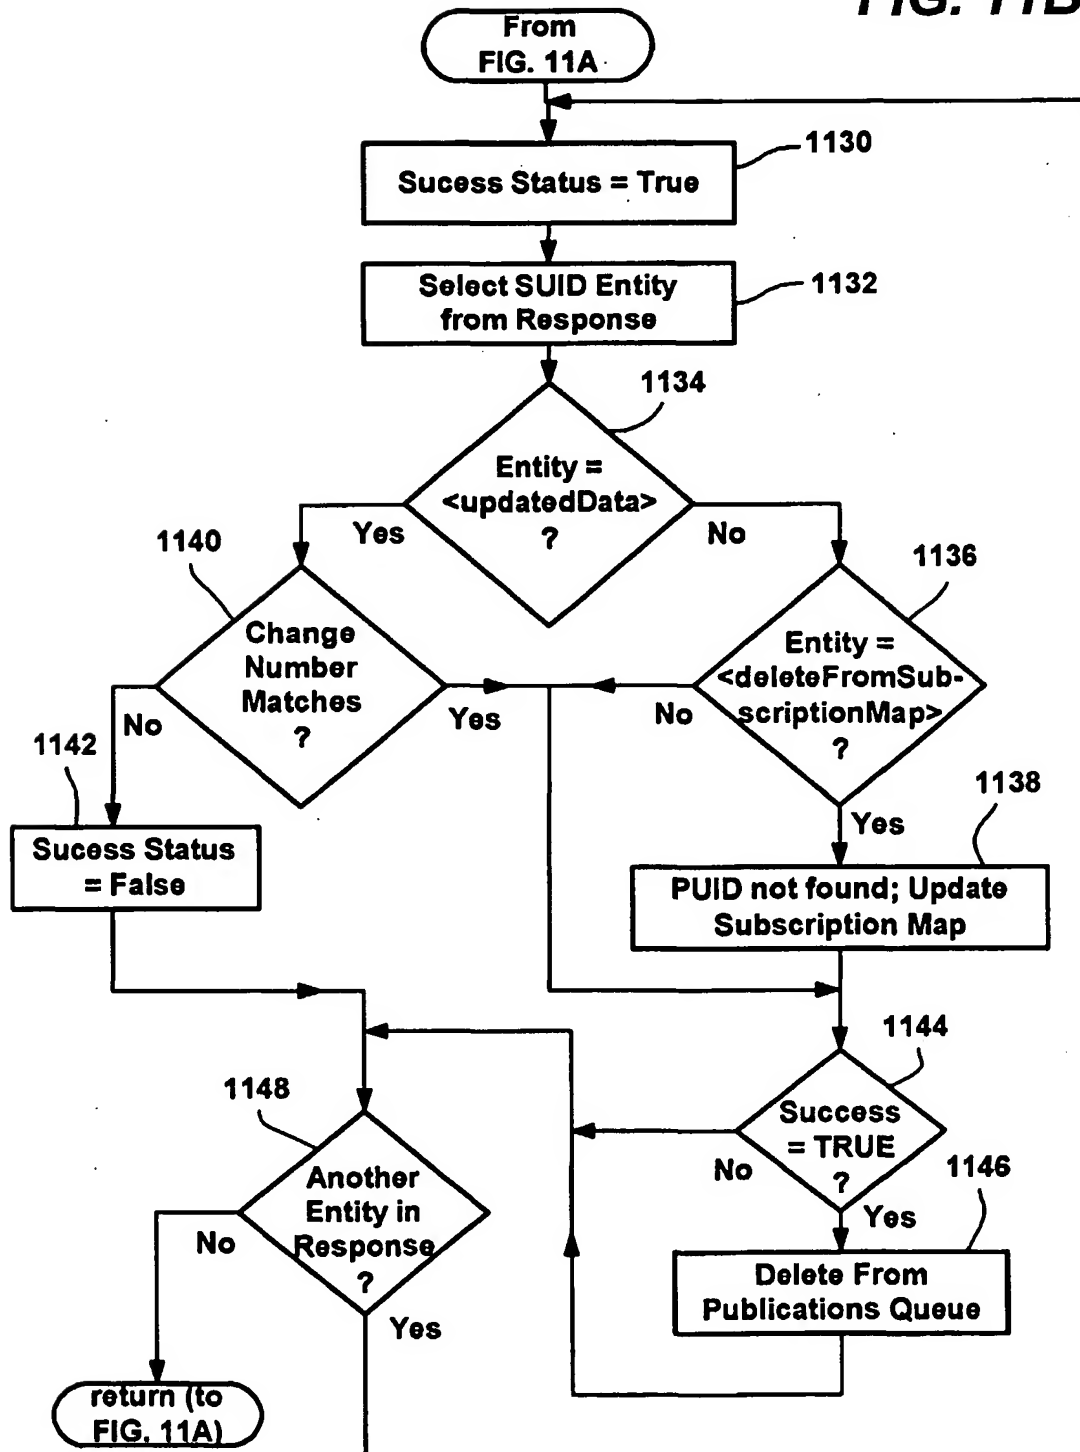 FIG. 11B
From
FIG. 11A
1130
Sucess Status = True
1132
Select SUID Entity
from Response
1134
Entity =
<updatedData>
?
Yes
No
1140
1136
Change
Number
Matches
?
Entity =
<deleteFromSub-
scriptionMap>
?
No
Yes
No
1142
1138
Yes
Sucess Status
= False
PUID not found; Update
Subscription Map
1144
1148
Success
= TRUE
?
No
1146
Yes
Another
Entity in
Response
?
No
Delete From
Publications Queue
Yes
return (to
FIG. 11A)